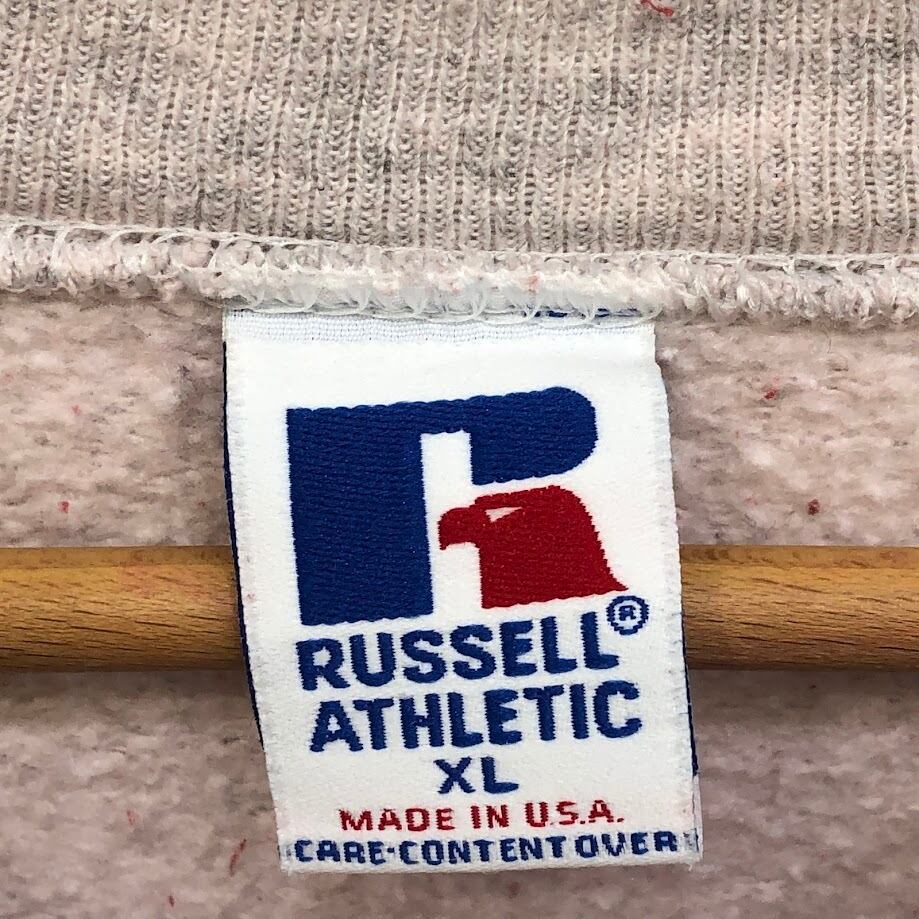 RUSSELL®
ATHLETIC
XL
MADE IN U.S.A.
CARE·CONTENT OVER